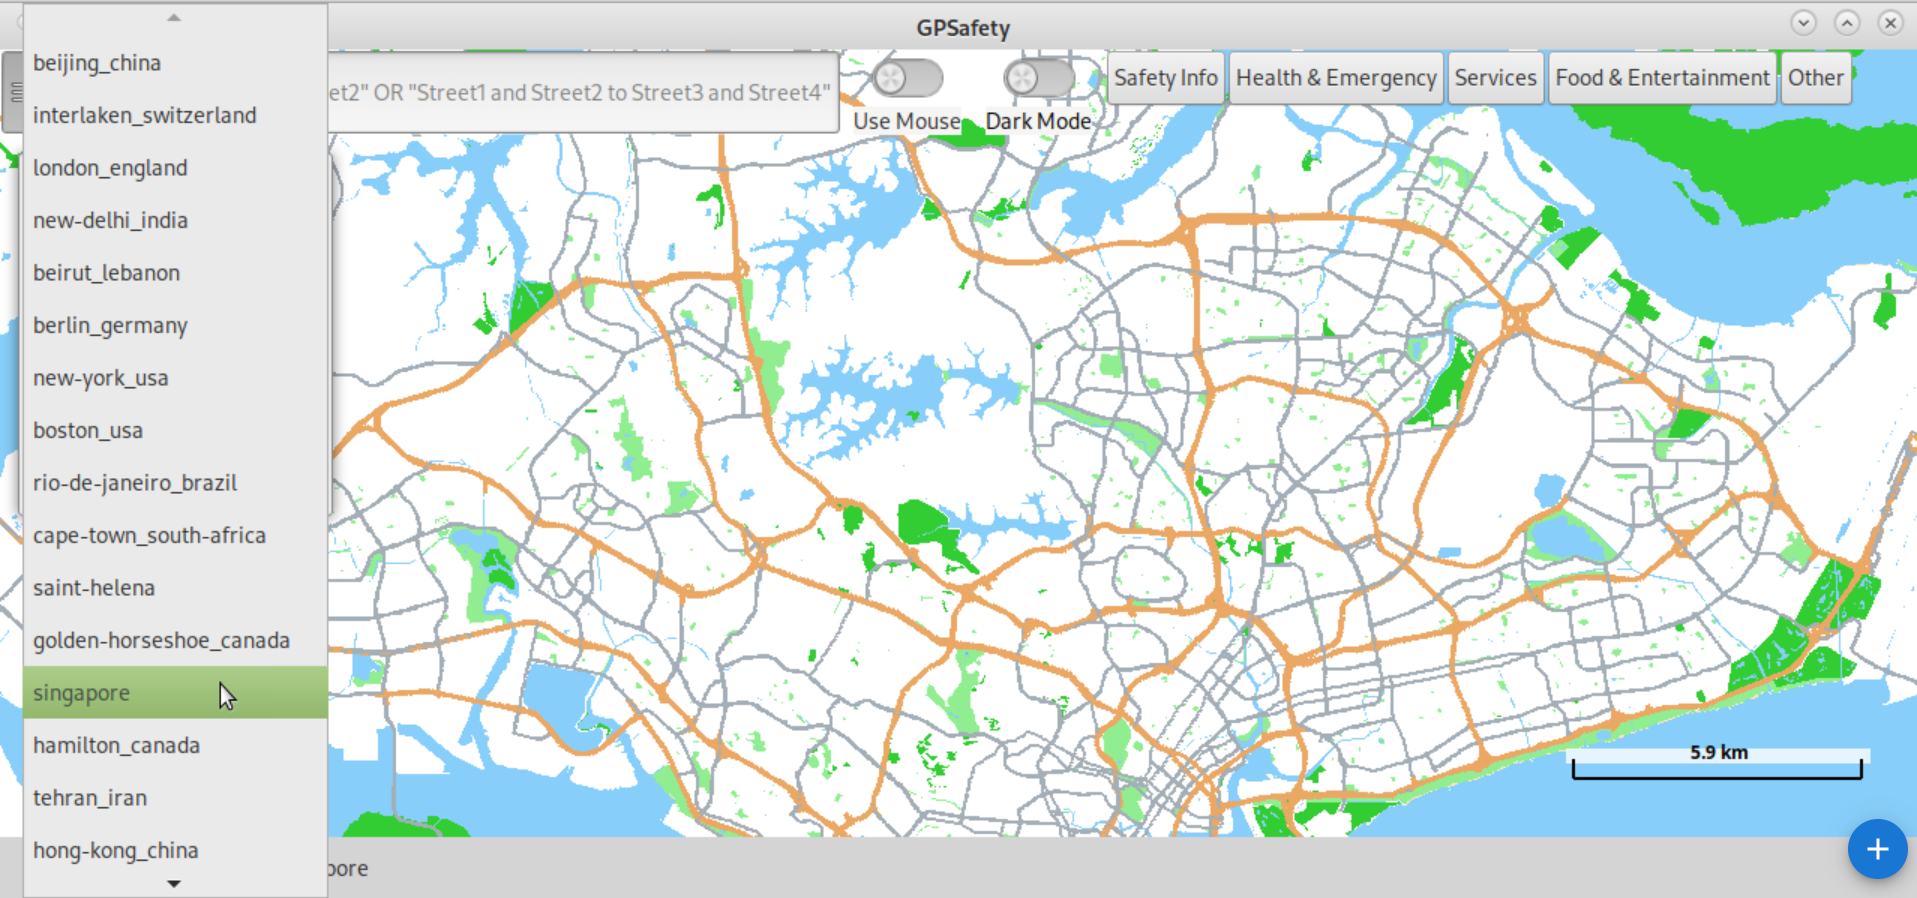 GPSafety
et2" OR "Street1 and Street2 to Street3 and Street4"
Use Mouse
Dark Mode
Safety Info
Health & Emergency
Services
Food & Entertainment
Other
beijing_china
interlaken_switzerland
london_england
new-delhi_india
beirut_lebanon
berlin_germany
new-york_usa
boston_usa
rio-de-janeiro_brazil
cape-town_south-africa
saint-helena
golden-horseshoe_canada
singapore
hamilton_canada
tehran_iran
hong-kong_china
5.9 km
pore